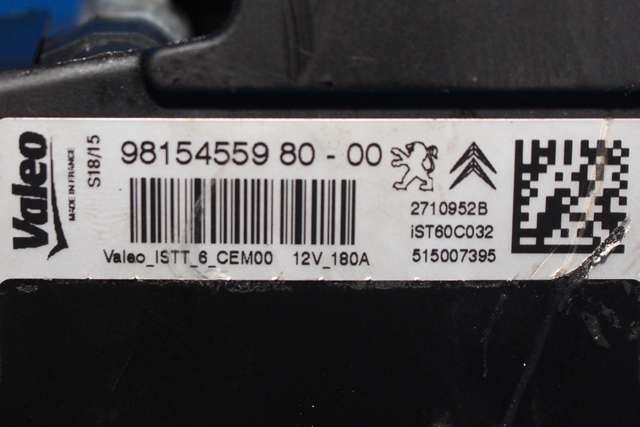 Valeo
MADE IN FRANCE
S18/15
98154559 80-00
Valeo_ISTT_6_CEM00 12V_180A
2710952B
iST60C032
515007395